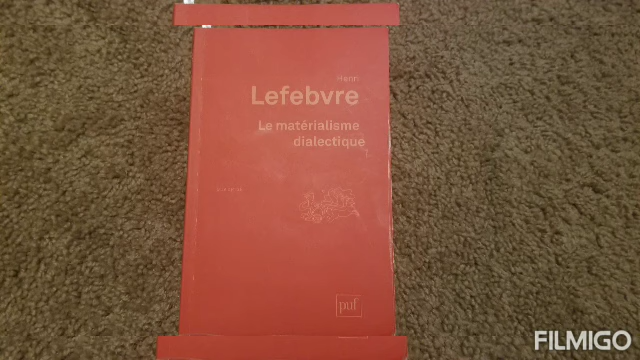 Henri
Lefebvre
Le matérialisme
dialectique
puf
FILMIGO